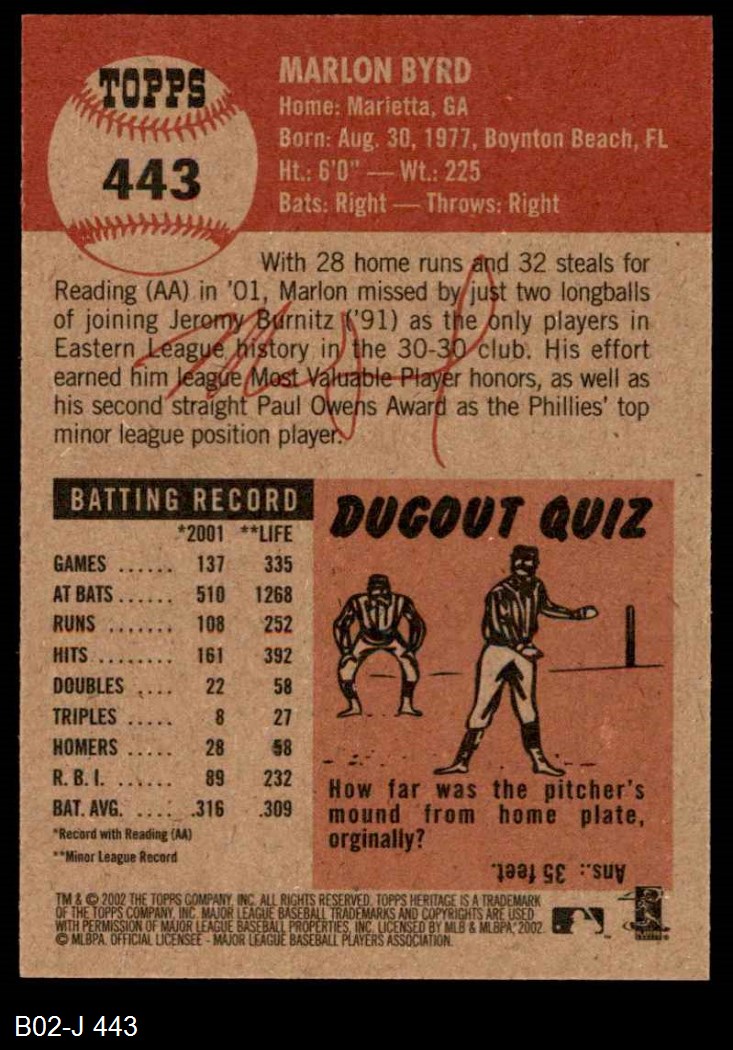 TOPPS
443
MARLON BYRD
Home: Marietta, GA
Born: Aug. 30, 1977, Boynton Beach, FL
Ht.: 6'0" — Wt.: 225
Bats: Right — Throws: Right
With 28 home runs and 32 steals for
Reading (AA) in '01, Marlon missed by just two longballs
of joining Jeromy Burnitz ('91) as the only players in
Eastern League history in the 30-30 club. His effort
earned him league Most Valuable Player honors, as well as
his second straight Paul Owens Award as the Phillies' top
minor league position player.
BATTING RECORD
*2001 **LIFE
GAMES ...... 137 335
AT BATS ...... 510 1268
RUNS ....... 108 252
HITS ........ 161 392
DOUBLES .... 22 58
TRIPLES ..... 8 27
HOMERS ..... 28 58
R.B.I. ....... 89 232
BAT. AVG. ..... .316 .309
*Record with Reading (AA)
**Minor League Record
DUGOUT QUIZ
How far was the pitcher's
mound from home plate,
orginally?
Ans.: 35 feet.
TM & © 2002 THE TOPPS COMPANY, INC. ALL RIGHTS RESERVED. TOPPS HERITAGE IS A TRADEMARK
OF THE TOPPS COMPANY, INC. MAJOR LEAGUE BASEBALL TRADEMARKS AND COPYRIGHTS ARE USED
WITH PERMISSION OF MAJOR LEAGUE BASEBALL PROPERTIES, INC. LICENSED BY MLB & MLBPA, 2002
© MLBPA. OFFICIAL LICENSEE - MAJOR LEAGUE BASEBALL PLAYERS ASSOCIATION.
B02-J 443